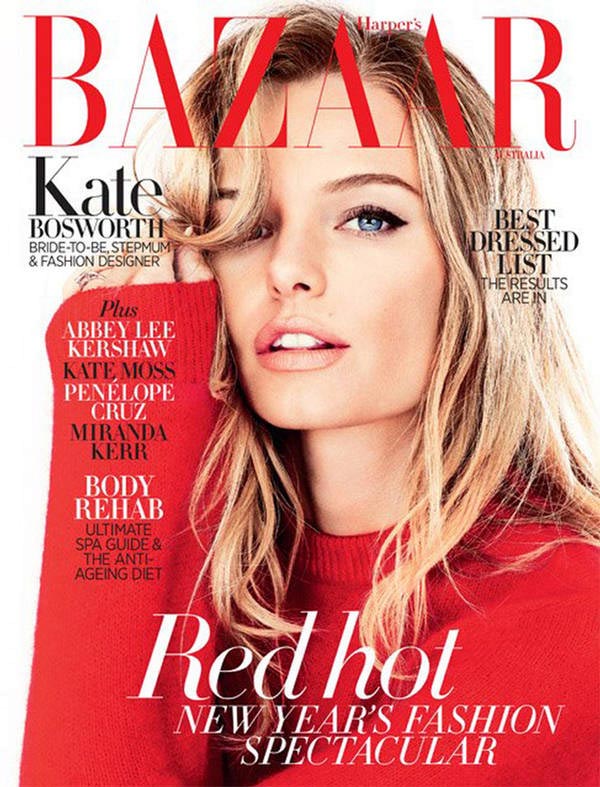 Harper's
BAZAAR
AUSTRALIA
Kate
BOSWORTH
BRIDE-TO-BE, STEPMUM
& FASHION DESIGNER
BEST
DRESSED
LIST
THE RESULTS
ARE IN
Plus
ABBEY LEE
KERSHAW
KATE MOSS
PENÉLOPE
CRUZ
MIRANDA
KERR
BODY
REHAB
ULTIMATE
SPA GUIDE &
THE ANTI-
AGEING DIET
Red hot
NEW YEAR'S FASHION
SPECTACULAR